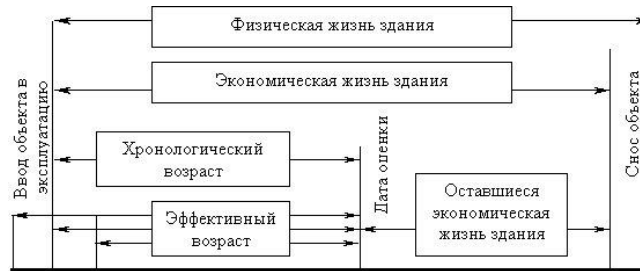 Физическая жизнь здания
Экономическая жизнь здания
Ввод объекта в
эксплуатацию
Хронологический
возраст
Эффективный
возраст
Дата оценки
Оставшиеся
экономическая
жизнь здания
Снос объекта